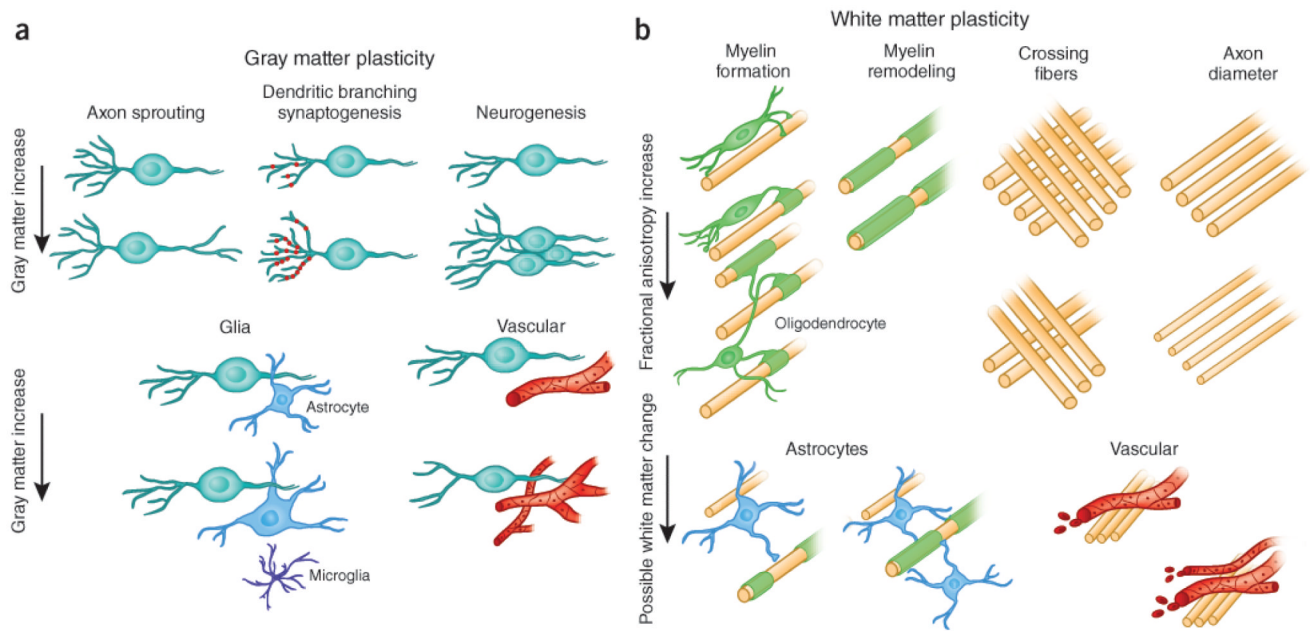 a
Gray matter plasticity
Axon sprouting
Dendritic branching
synaptogenesis
Neurogenesis
Gray matter increase
Glia
Vascular
Astrocyte
Gray matter increase
Microglia
b
White matter plasticity
Myelin
formation
Myelin
remodeling
Crossing
fibers
Axon
diameter
Fractional anisotropy increase
Oligodendrocyte
Possible white matter change
Astrocytes
Vascular